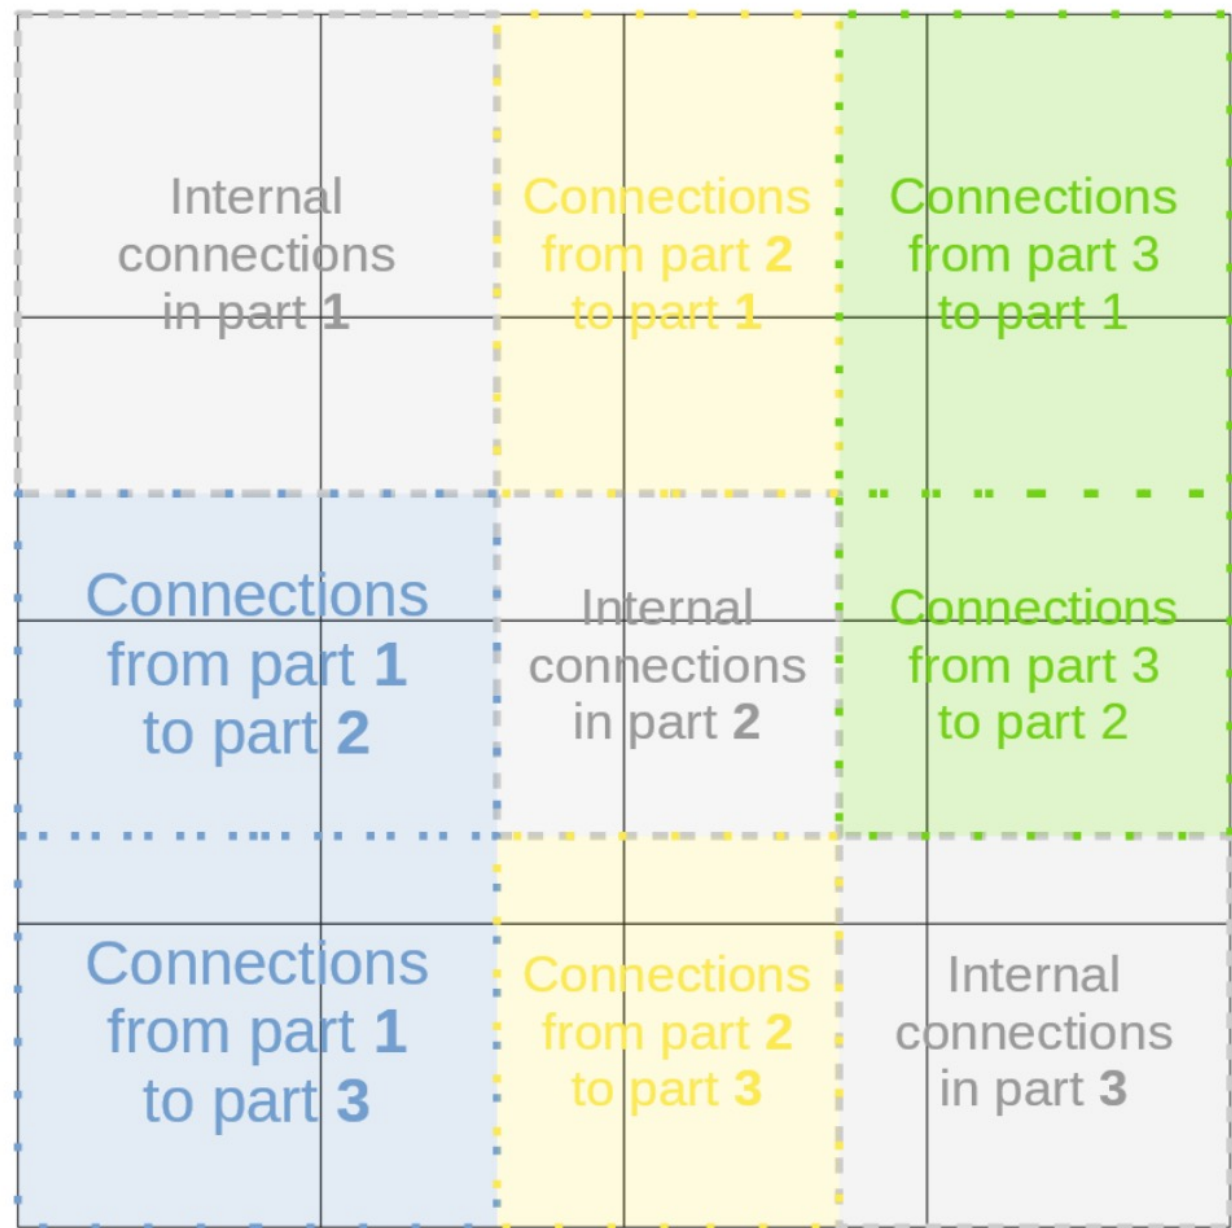 Internal
connections
in part 1
Connections
from part 2
to part 1
Connections
from part 3
to part 1
Connections
from part 1
to part 2
Internal
connections
in part 2
Connections
from part 3
to part 2
Connections
from part 1
to part 3
Connections
from part 2
to part 3
Internal
connections
in part 3